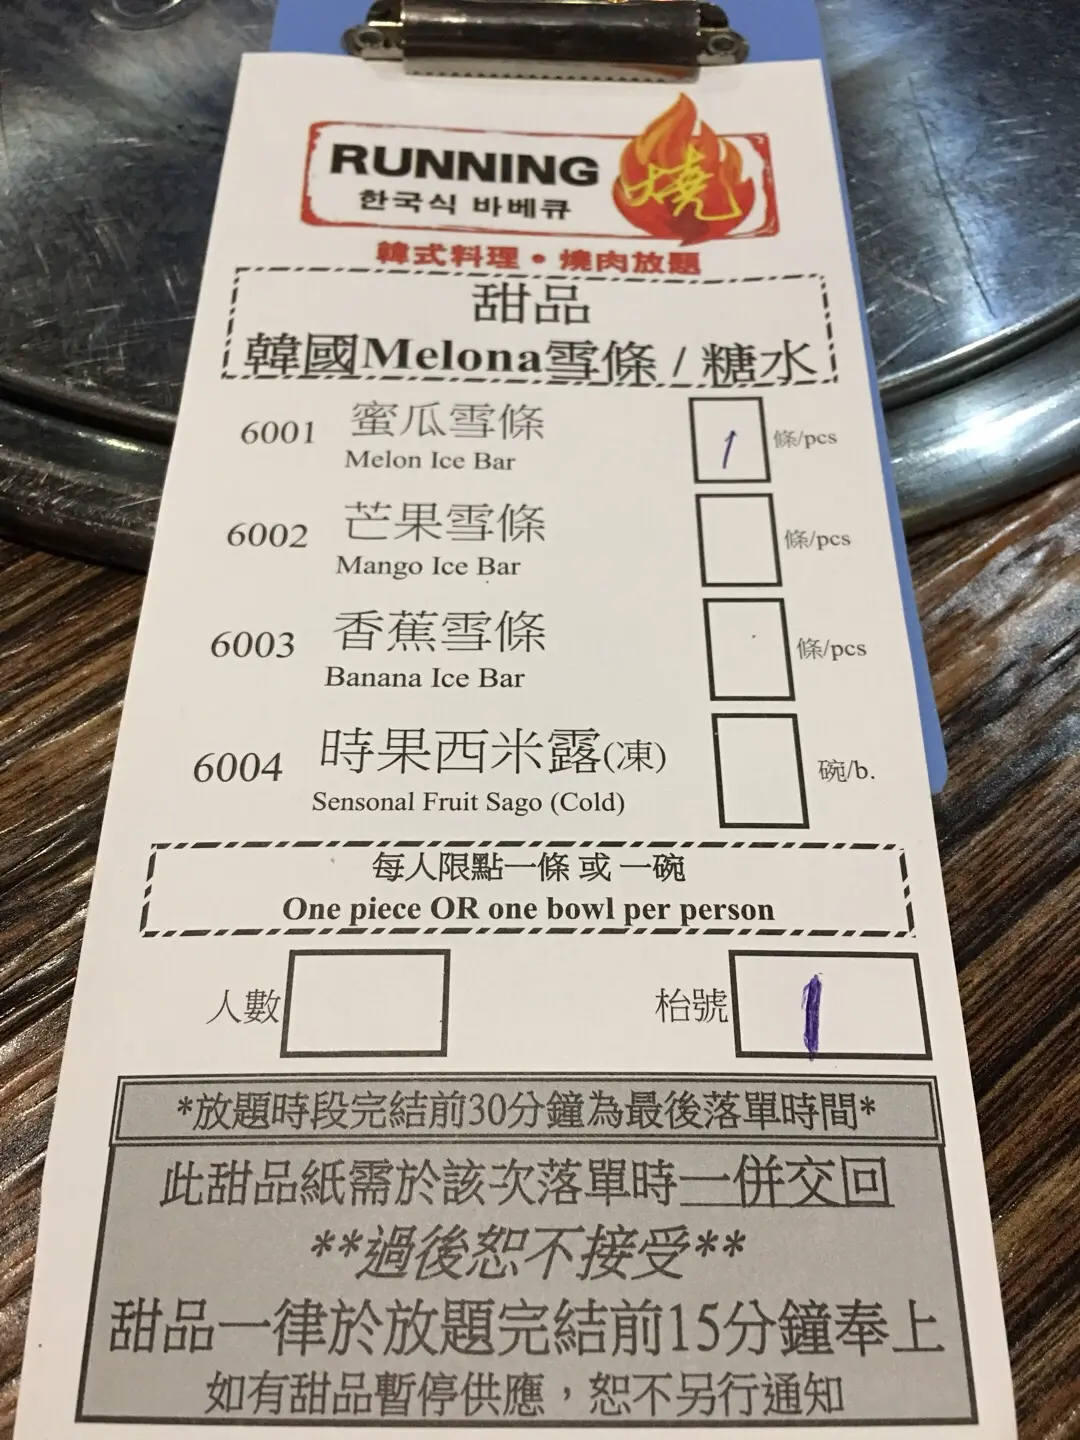 RUNNING 燒
한국식 바베큐
韓式料理•燒肉放題
甜品
韓國Melona雪條 / 糖水
6001 蜜瓜雪條 1 條/pcs
Melon Ice Bar
6002 芒果雪條 條/pcs
Mango Ice Bar
6003 香蕉雪條 條/pcs
Banana Ice Bar
6004 時果西米露(凍) 碗/b.
Sensonal Fruit Sago (Cold)
每人限點一條 或 一碗
One piece OR one bowl per person
人數 枱號 1
*放題時段完結前30分鐘為最後落單時間*
此甜品紙需於該次落單時一併交回
**過後恕不接受**
甜品一律於放題完結前15分鐘奉上
如有甜品暫停供應，恕不另行通知